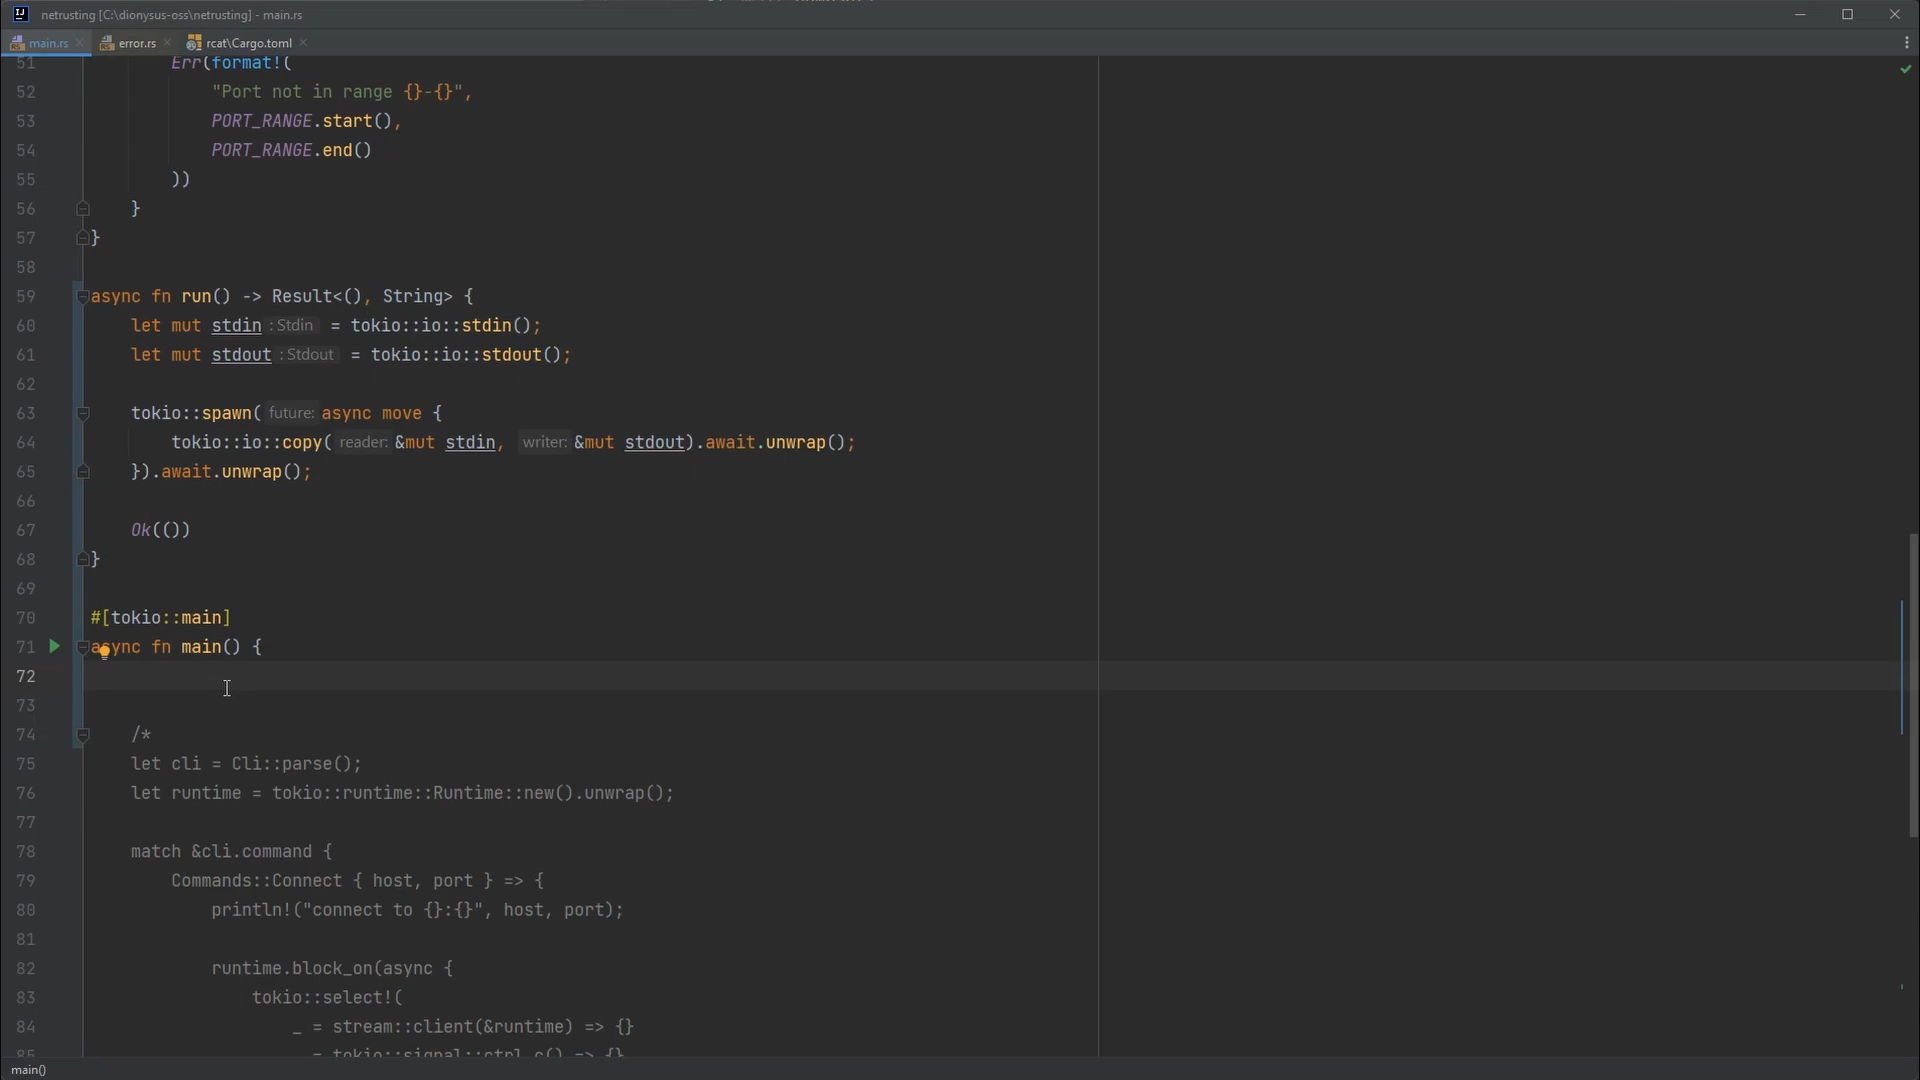 netrusting [C:\dionysus-oss\netrusting] - main.rs
main.rs error.rs rcat\Cargo.toml
51 Err(format!(
52 "Port not in range {}-{}",
53 PORT_RANGE.start(),
54 PORT_RANGE.end()
55 ))
56 }
57 }
58
59 async fn run() -> Result<(), String> {
60 let mut stdin : Stdin = tokio::io::stdin();
61 let mut stdout : Stdout = tokio::io::stdout();
62
63 tokio::spawn( future: async move {
64 tokio::io::copy( reader: &mut stdin, writer: &mut stdout).await.unwrap();
65 }).await.unwrap();
66
67 Ok(())
68 }
69
70 #[tokio::main]
71 async fn main() {
72
73
74 /*
75 let cli = Cli::parse();
76 let runtime = tokio::runtime::Runtime::new().unwrap();
77
78 match &cli.command {
79 Commands::Connect { host, port } => {
80 println!("connect to {}:{}", host, port);
81
82 runtime.block_on(async {
83 tokio::select!(
84 _ = stream::client(&runtime) => {}
85 _ = tokio::signal::ctrl_c() => {}
main()